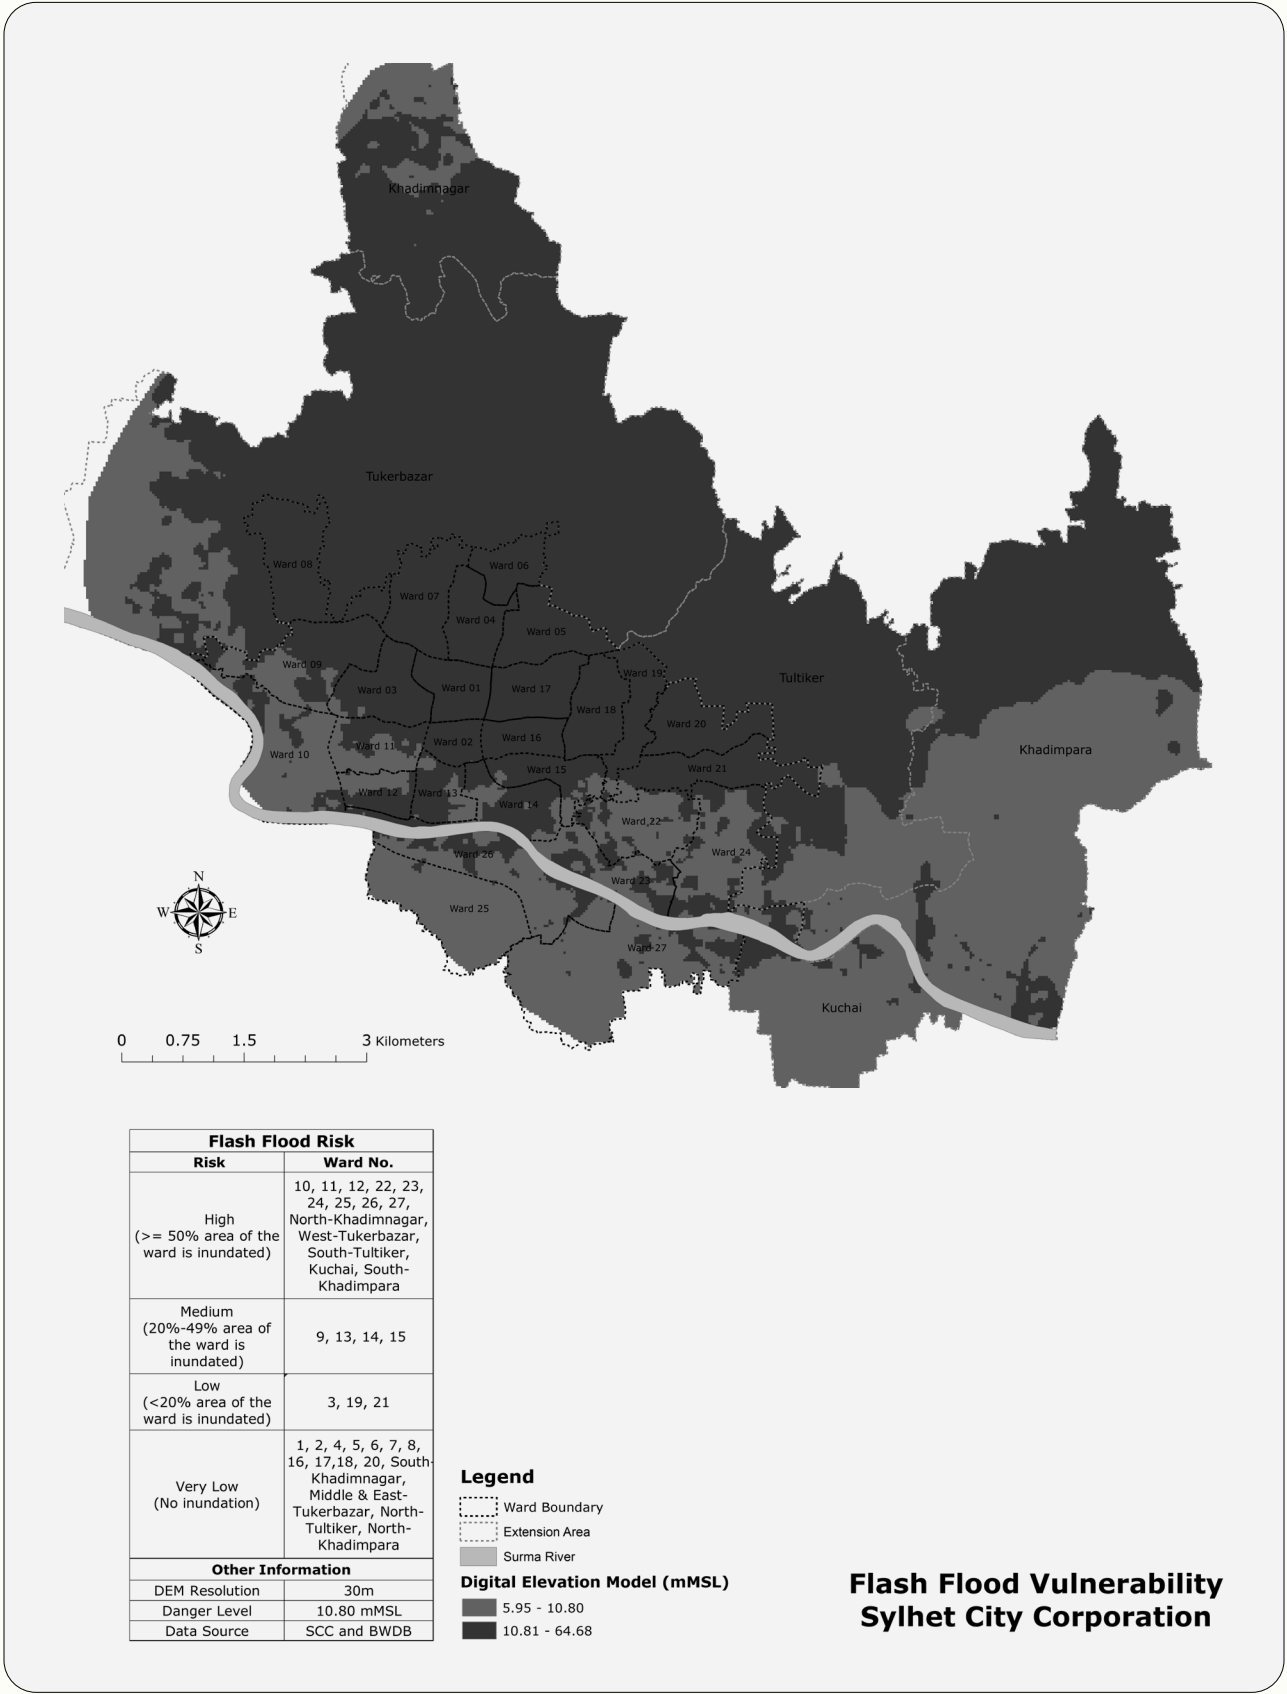 Khadimnagar
Tukerbazar
Ward 08
Ward 06
Ward 07
Ward 04
Ward 05
Ward 09
Ward 19
Tultiker
Ward 03
Ward 01
Ward 17
Ward 18
Ward 20
Ward 02
Ward 16
Ward 11
Ward 10
Khadimpara
Ward 15
Ward 21
Ward 12
Ward 13
Ward 14
Ward 22
Ward 26
Ward 24
Ward 23
Ward 25
Ward 27
Kuchai
N
W E
S
0 0.75 1.5 3 Kilometers
Flash Flood Risk
Risk Ward No.
High
(>= 50% area of the
ward is inundated)
10, 11, 12, 22, 23,
24, 25, 26, 27,
North-Khadimnagar,
West-Tukerbazar,
South-Tultiker,
Kuchai, South-
Khadimpara
Medium
(20%-49% area of
the ward is
inundated)
9, 13, 14, 15
Low
(<20% area of the
ward is inundated)
3, 19, 21
Very Low
(No inundation)
1, 2, 4, 5, 6, 7, 8,
16, 17,18, 20, South-
Khadimnagar,
Middle & East-
Tukerbazar, North-
Tultiker, North-
Khadimpara
Other Information
DEM Resolution 30m
Danger Level 10.80 mMSL
Data Source SCC and BWDB
Legend
Ward Boundary
Extension Area
Surma River
Digital Elevation Model (mMSL)
5.95 - 10.80
10.81 - 64.68
Flash Flood Vulnerability
Sylhet City Corporation